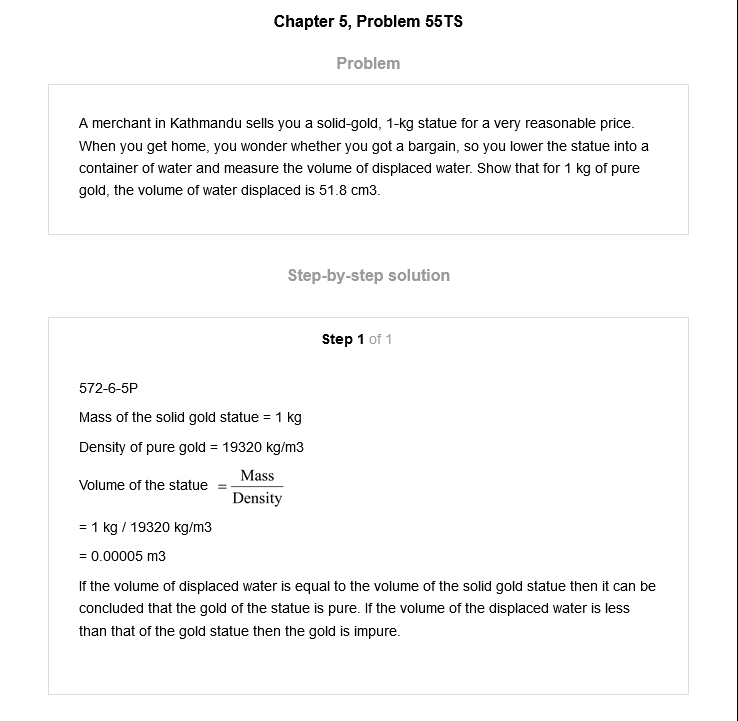 Chapter 5, Problem 55TS
Problem
A merchant in Kathmandu sells you a solid-gold, 1-kg statue for a very reasonable price.
When you get home, you wonder whether you got a bargain, so you lower the statue into a
container of water and measure the volume of displaced water. Show that for 1 kg of pure
gold, the volume of water displaced is 51.8 cm3.
Step-by-step solution
Step 1 of 1
572-6-5P
Mass of the solid gold statue = 1 kg
Density of pure gold = 19320 kg/m3
Volume of the statue = Mass / Density
= 1 kg / 19320 kg/m3
= 0.00005 m3
If the volume of displaced water is equal to the volume of the solid gold statue then it can be
concluded that the gold of the statue is pure. If the volume of the displaced water is less
than that of the gold statue then the gold is impure.